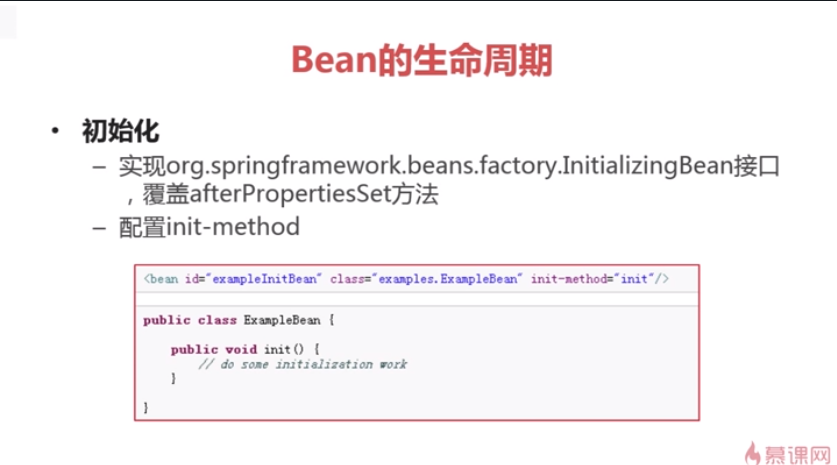 Bean的生命周期
• 初始化
– 实现org.springframework.beans.factory.InitializingBean接口
，覆盖afterPropertiesSet方法
– 配置init-method
<bean id="exampleInitBean" class="examples.ExampleBean" init-method="init"/>
public class ExampleBean {
public void init() {
// do some initialization work
}
}
慕课网